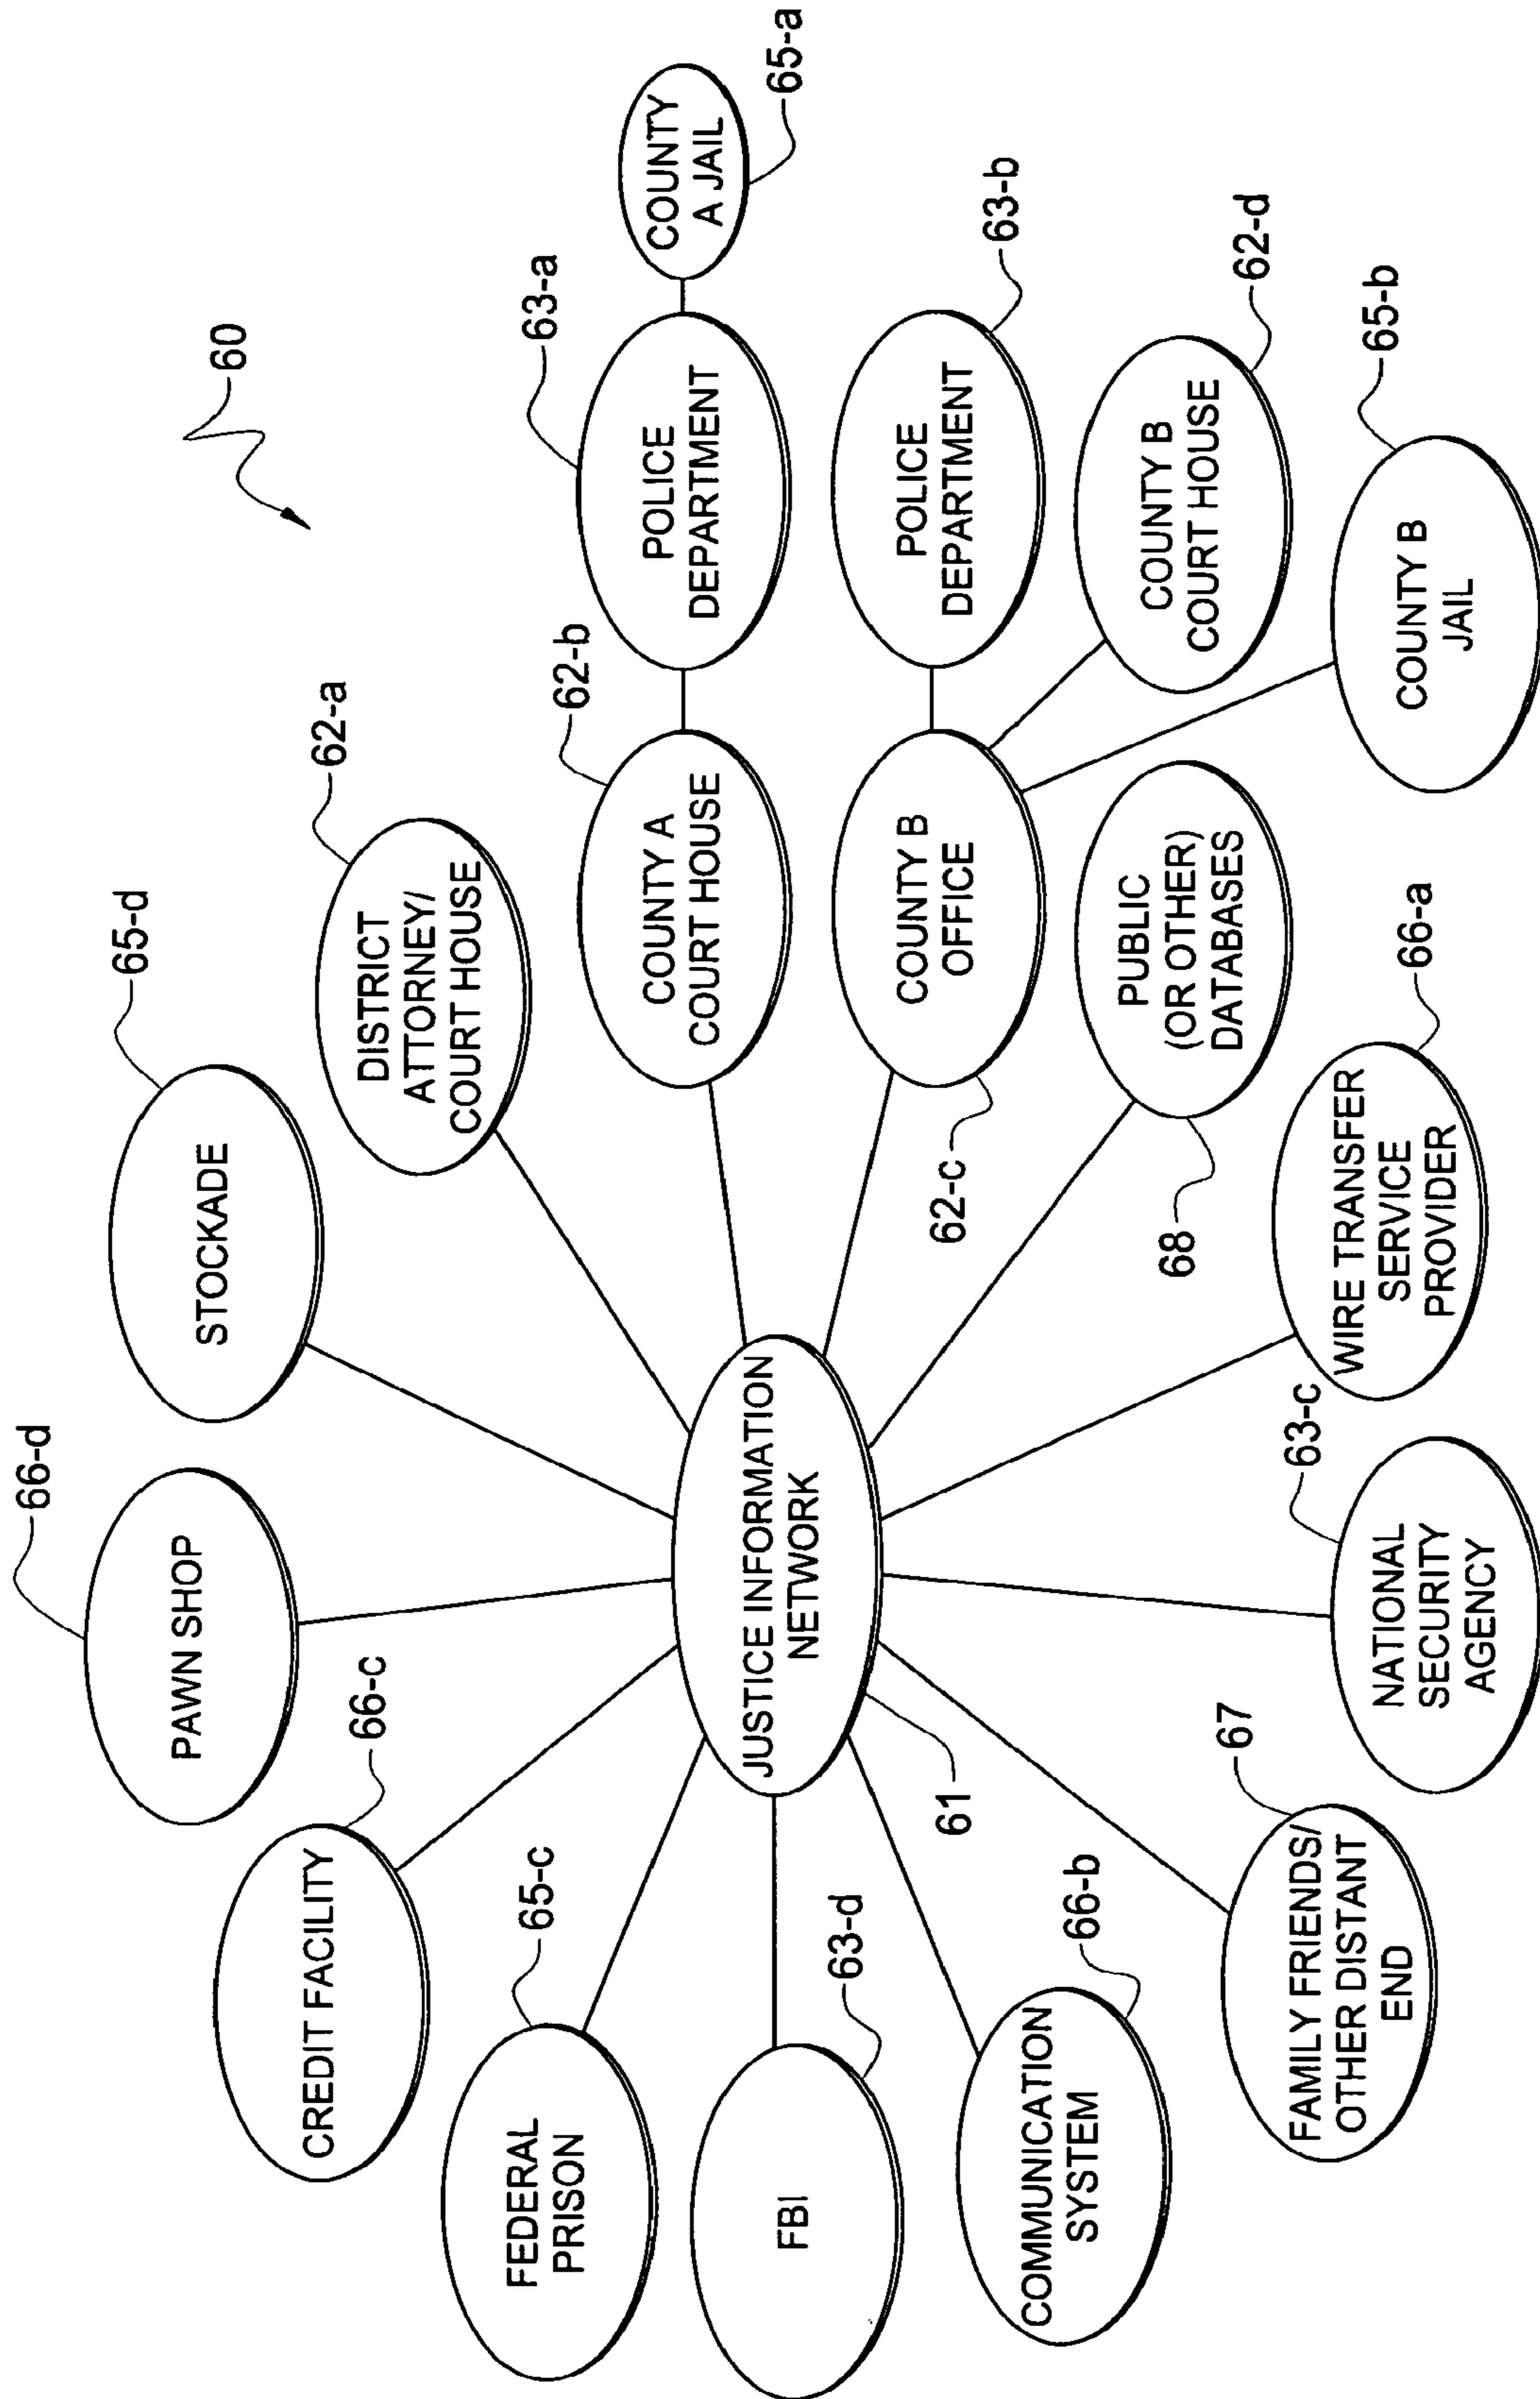 60
66-d
PAWN SHOP
65-d
STOCKADE
62-a
DISTRICT
ATTORNEY/
COURT HOUSE
66-c
CREDIT FACILITY
65-c
FEDERAL
PRISON
62-b
COUNTY A
COURT HOUSE
63-a
POLICE
DEPARTMENT
COUNTY
A JAIL
65-a
FBI
63-d
JUSTICE INFORMATION
NETWORK
61
COUNTY B
OFFICE
62-c
POLICE
DEPARTMENT
63-b
COMMUNICATION
SYSTEM
66-b
PUBLIC
(OR OTHER)
DATABASES
68
COUNTY B
COURT HOUSE
62-d
FAMILY FRIENDS/
OTHER DISTANT
END
67
NATIONAL
SECURITY
AGENCY
63-c
WIRE TRANSFER
SERVICE
PROVIDER
66-a
COUNTY B
JAIL
65-b